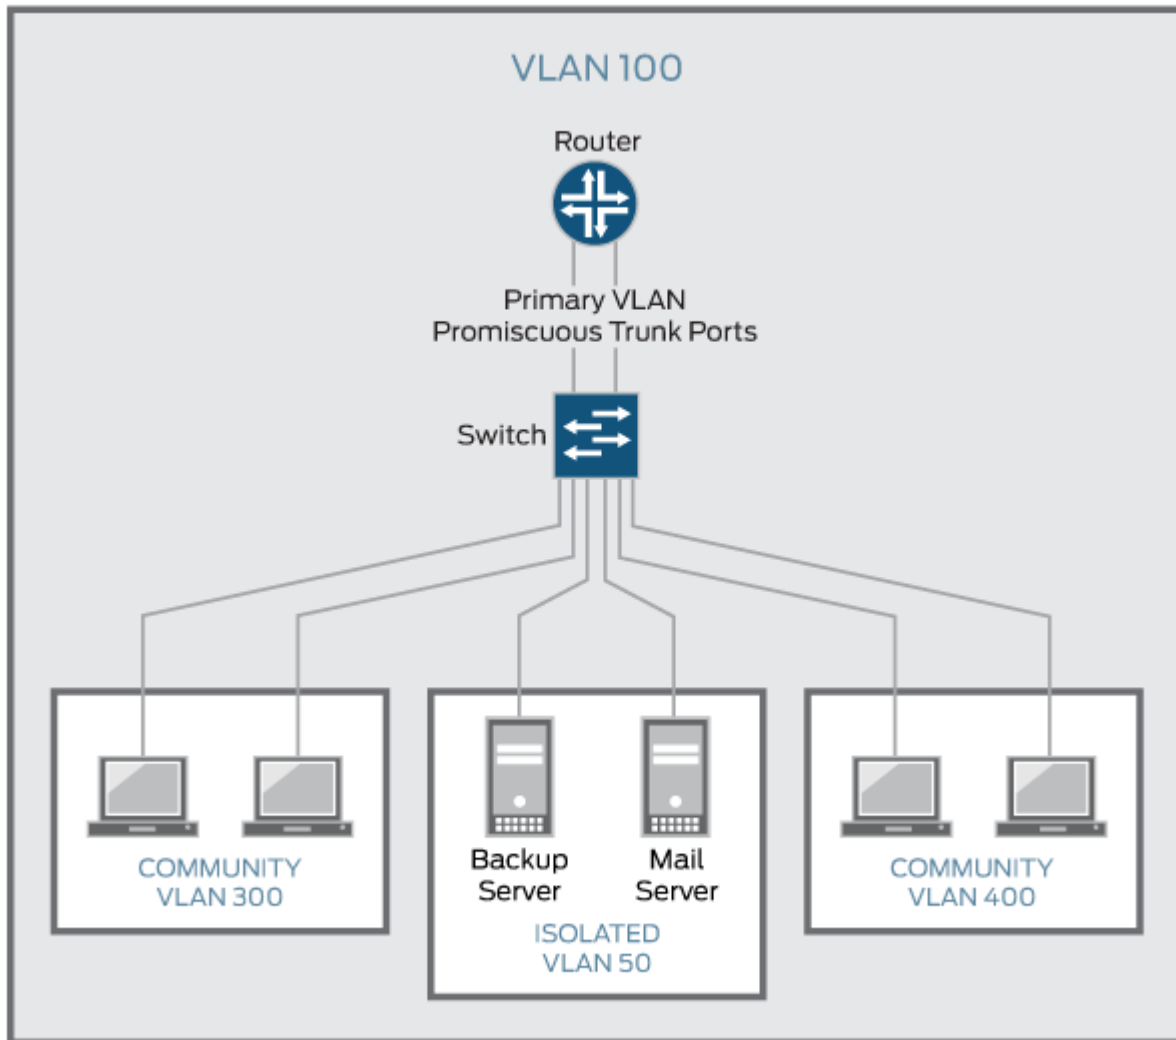 VLAN 100
Router
Primary VLAN
Promiscuous Trunk Ports
Switch
COMMUNITY
VLAN 300
Backup
Server
Mail
Server
ISOLATED
VLAN 50
COMMUNITY
VLAN 400